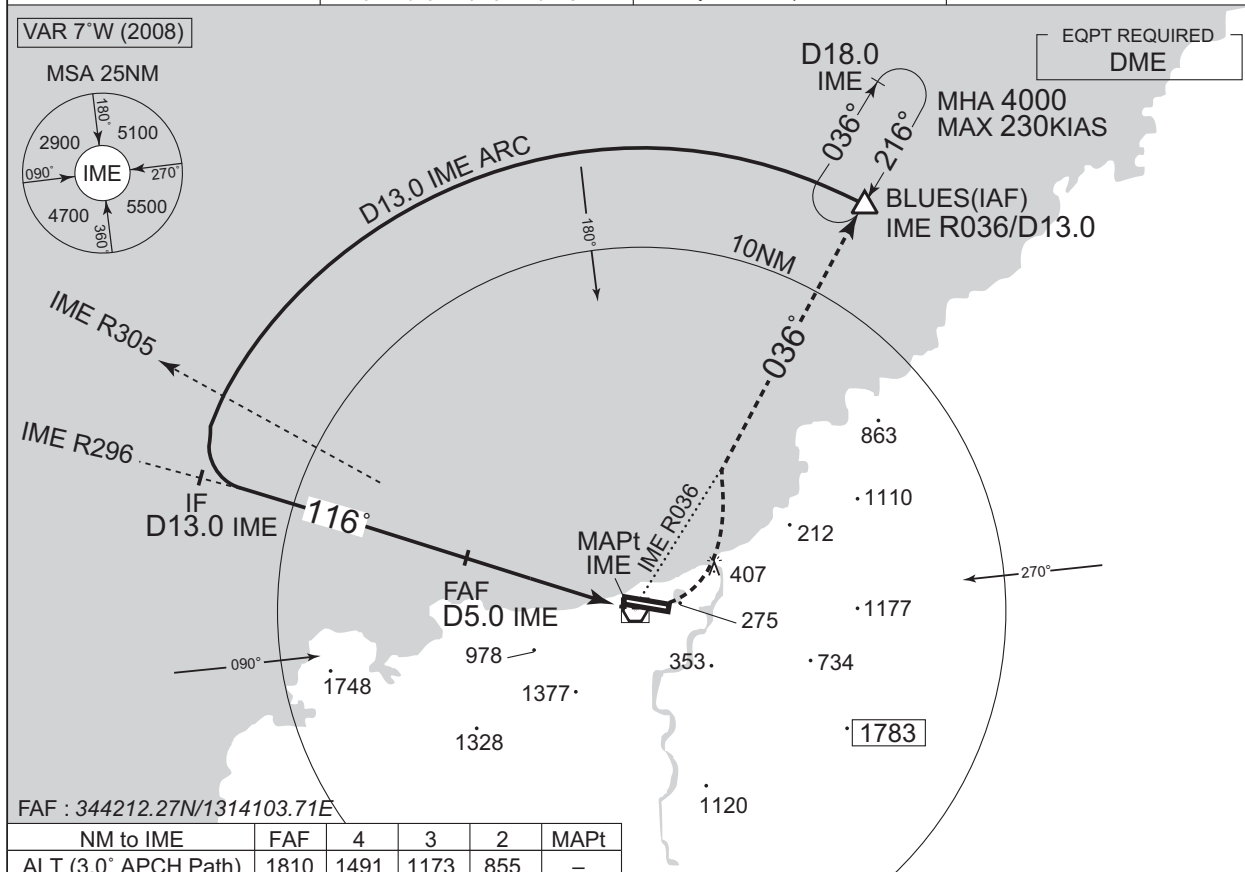 VAR 7°W (2008)
MSA 25NM
180°
2900
5100
090°
IME
270°
4700
5500
360°
EQPT REQUIRED
DME
D18.0
IME
036°
216°
MHA 4000
MAX 230KIAS
BLUES(IAF)
IME R036/D13.0
D13.0 IME ARC
180°
10NM
036°
IME R305
IME R296
IF
D13.0 IME
116°
FAF
D5.0 IME
MAPt
IME
IME R036
863
1110
212
407
270°
275
1177
090°
978
353
734
1748
1377
1328
1783
1120
FAF : 344212.27N/1314103.71E
NM to IME FAF 4 3 2 MAPt
ALT (3.0° APCH Path) 1810 1491 1173 855 –